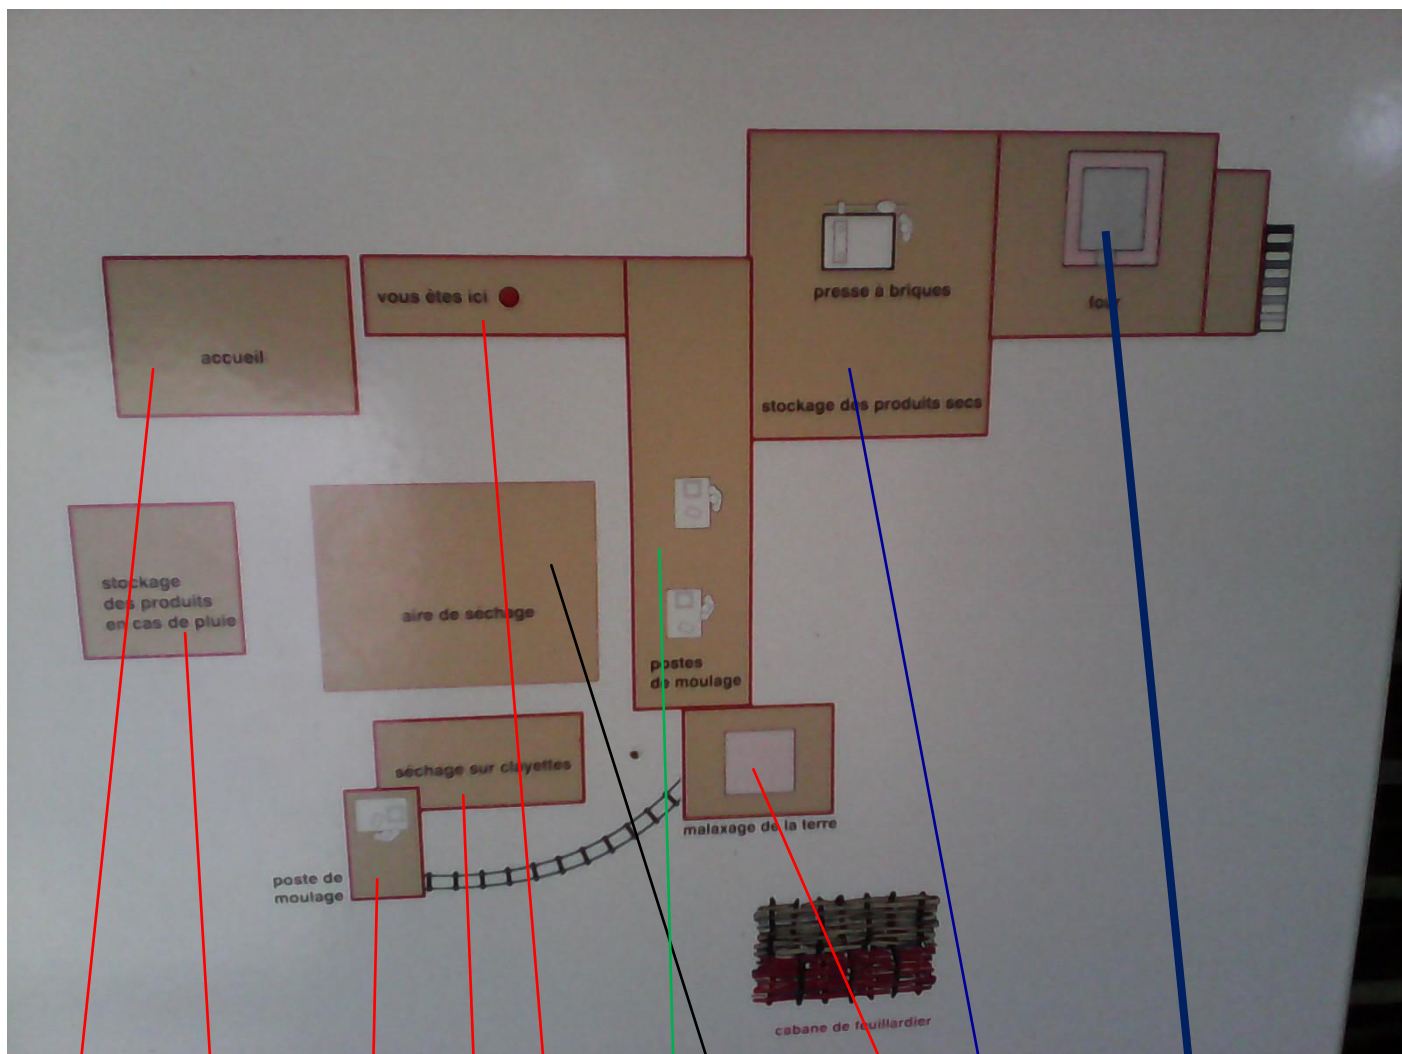 presse à briques
vous êtes ici
four
accueil
stockage des produits secs
stockage
des produits
en cas de pluie
aire de séchage
postes
de moulage
séchage sur clayettes
malaxage de la terre
poste de
moulage
cabane de feuillardier